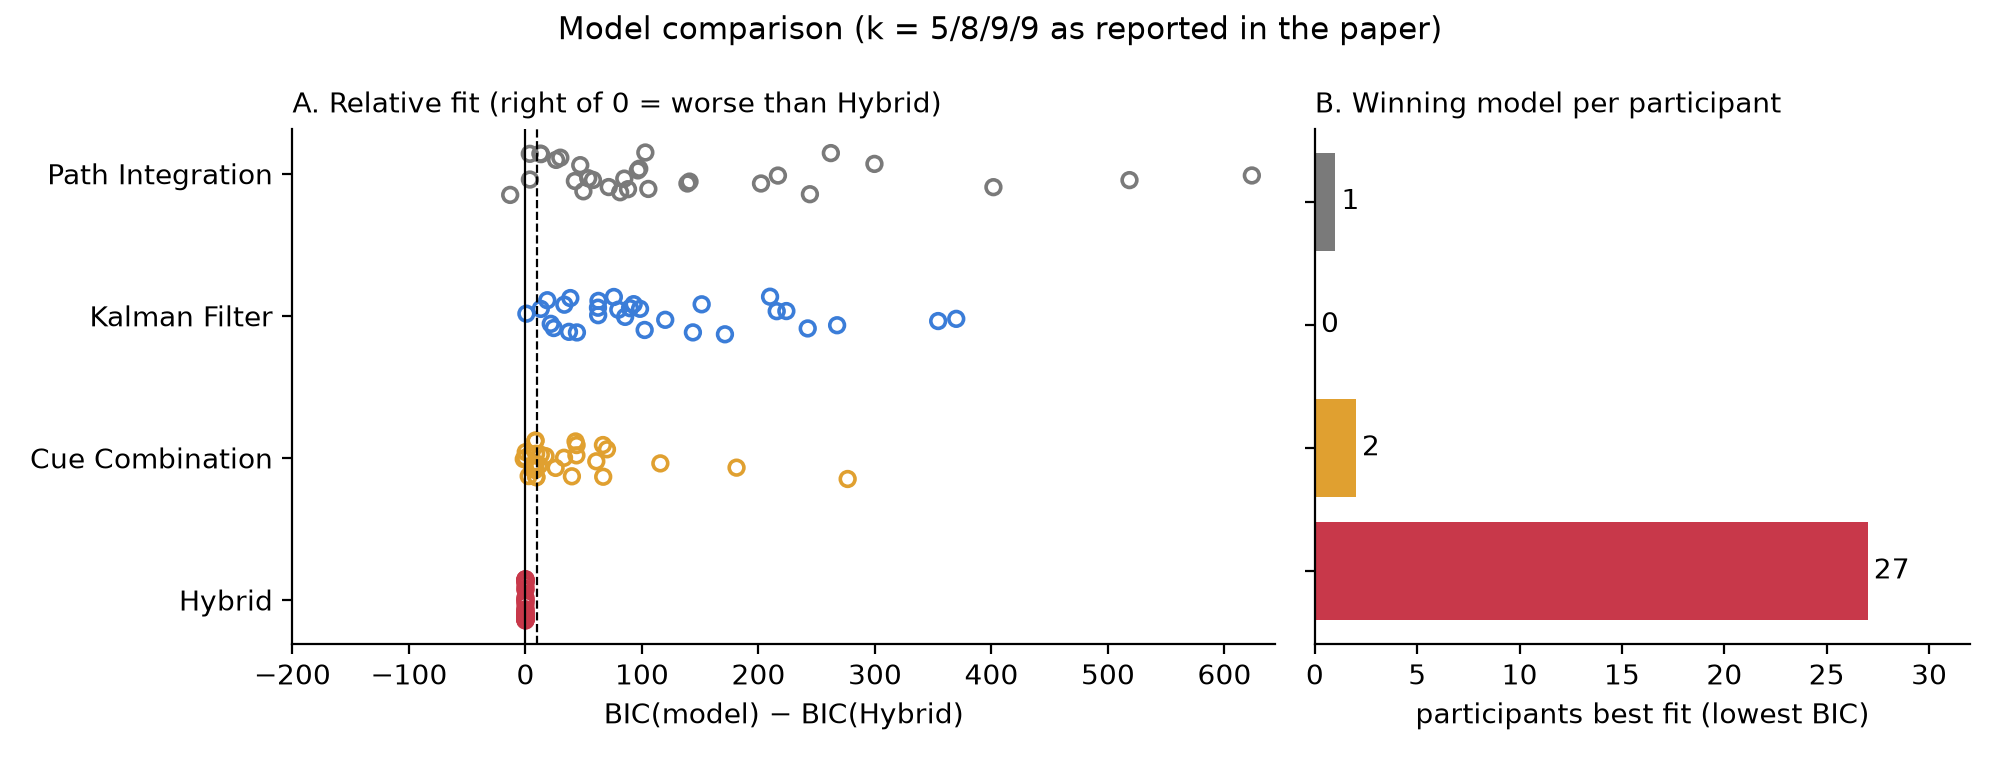 Model comparison (k = 5/8/9/9 as reported in the paper)
A. Relative fit (right of 0 = worse than Hybrid)
Path Integration
Kalman Filter
Cue Combination
Hybrid
−200 −100 0 100 200 300 400 500 600
BIC(model) − BIC(Hybrid)
B. Winning model per participant
1
0
2
27
0 5 10 15 20 25 30
participants best fit (lowest BIC)